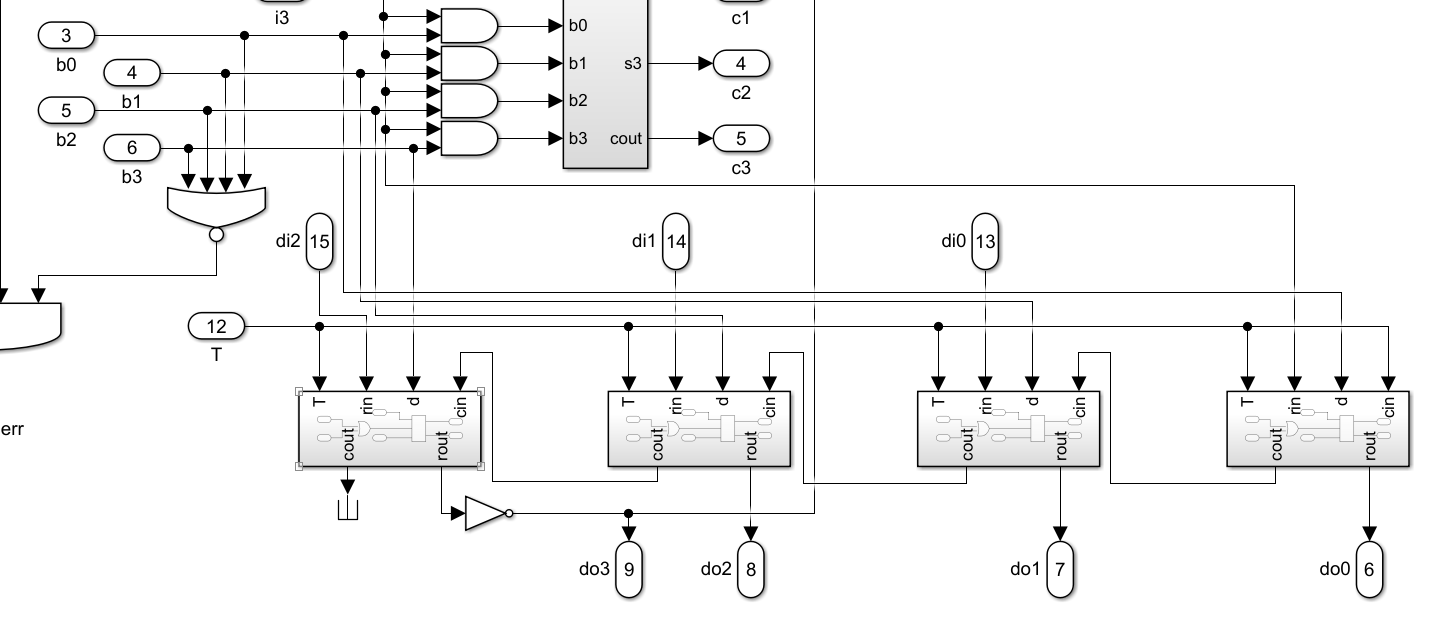 i3
c1
3
b0
b0
4
b1
b1
s3
4
c2
5
b2
b2
6
b3
b3
cout
5
c3
di2 15
di1 14
di0 13
12
T
T rin d cin
cout rout
T rin d cin
cout rout
T rin d cin
cout rout
T rin d cin
cout rout
err
do3 9
do2 8
do1 7
do0 6